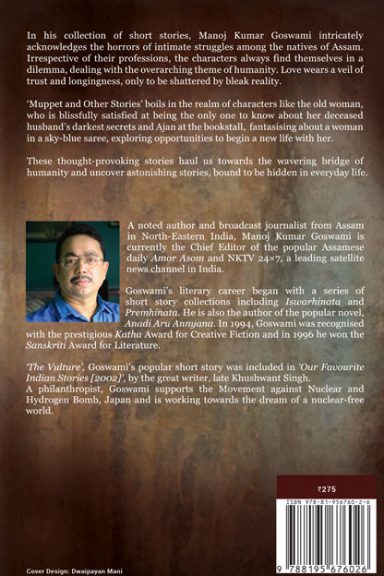 In his collection of short stories, Manoj Kumar Goswami intricately
acknowledges the horrors of intimate struggles among the natives of Assam.
Irrespective of their professions, the characters always find themselves in a
dilemma, dealing with the overarching theme of humanity. Love wears a veil of
trust and longingness, only to be shattered by bleak reality.
‘Muppet and Other Stories’ boils in the realm of characters like the old woman,
who is blissfully satisfied at being the only one to know about her deceased
husband's darkest secrets and Ajan at the bookstall, fantasising about a woman
in a sky-blue saree, exploring opportunities to begin a new life with her.
These thought-provoking stories haul us towards the wavering bridge of
humanity and uncover astonishing stories, bound to be hidden in everyday life.
A noted author and broadcast journalist from Assam
in North-Eastern India, Manoj Kumar Goswami is
currently the Chief Editor of the popular Assamese
daily Amor Asom and NKTV 24×7, a leading satellite
news channel in India.
Goswami's literary career began with a series of
short story collections including Iswarhinata and
Premhinata. He is also the author of the popular novel,
Anadi Aru Annyana. In 1994, Goswami was recognised
with the prestigious Katha Award for Creative Fiction and in 1996 he won the
Sanskriti Award for Literature.
'The Vulture', Goswami's popular short story was included in 'Our Favourite
Indian Stories [2002]', by the great writer, late Khushwant Singh.
A philanthropist, Goswami supports the Movement against Nuclear and
Hydrogen Bomb, Japan and is working towards the dream of a nuclear-free
world.
₹275
ISBN 978-81-956760-2-6
9 788195 676026
Cover Design: Dwaipayan Mani